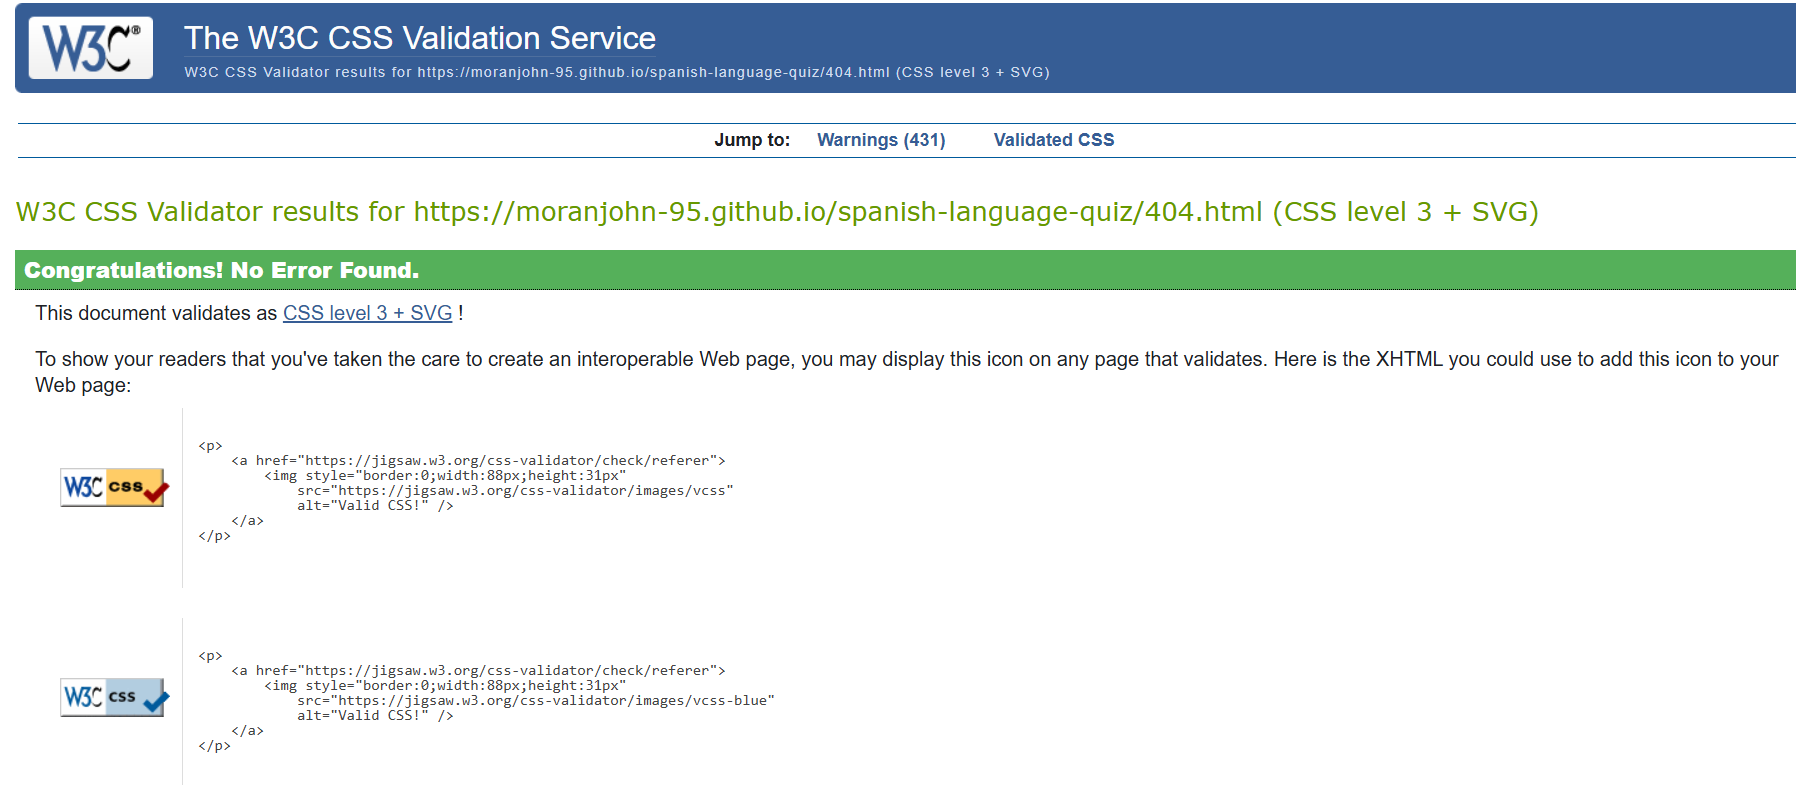 W3C®
The W3C CSS Validation Service
W3C CSS Validator results for https://moranjohn-95.github.io/spanish-language-quiz/404.html (CSS level 3 + SVG)
Jump to: Warnings (431) Validated CSS
W3C CSS Validator results for https://moranjohn-95.github.io/spanish-language-quiz/404.html (CSS level 3 + SVG)
Congratulations! No Error Found.
This document validates as CSS level 3 + SVG !
To show your readers that you've taken the care to create an interoperable Web page, you may display this icon on any page that validates. Here is the XHTML you could use to add this icon to your
Web page:
W3C css
<p>
    <a href="https://jigsaw.w3.org/css-validator/check/referer">
        <img style="border:0;width:88px;height:31px"
            src="https://jigsaw.w3.org/css-validator/images/vcss"
            alt="Valid CSS!" />
    </a>
</p>
W3C css
<p>
    <a href="https://jigsaw.w3.org/css-validator/check/referer">
        <img style="border:0;width:88px;height:31px"
            src="https://jigsaw.w3.org/css-validator/images/vcss-blue"
            alt="Valid CSS!" />
    </a>
</p>